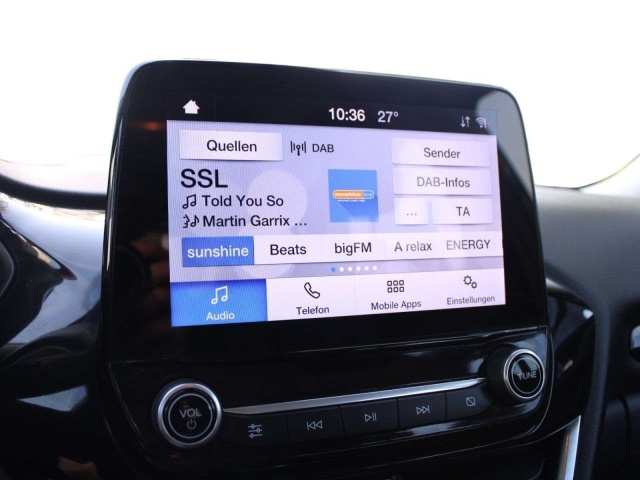 10:36 27°
Quellen DAB Sender
SSL
DAB-Infos
Told You So
... TA
Martin Garrix ...
sunshine Beats bigFM A relax ENERGY
Audio Telefon Mobile Apps Einstellungen
VOL TUNE